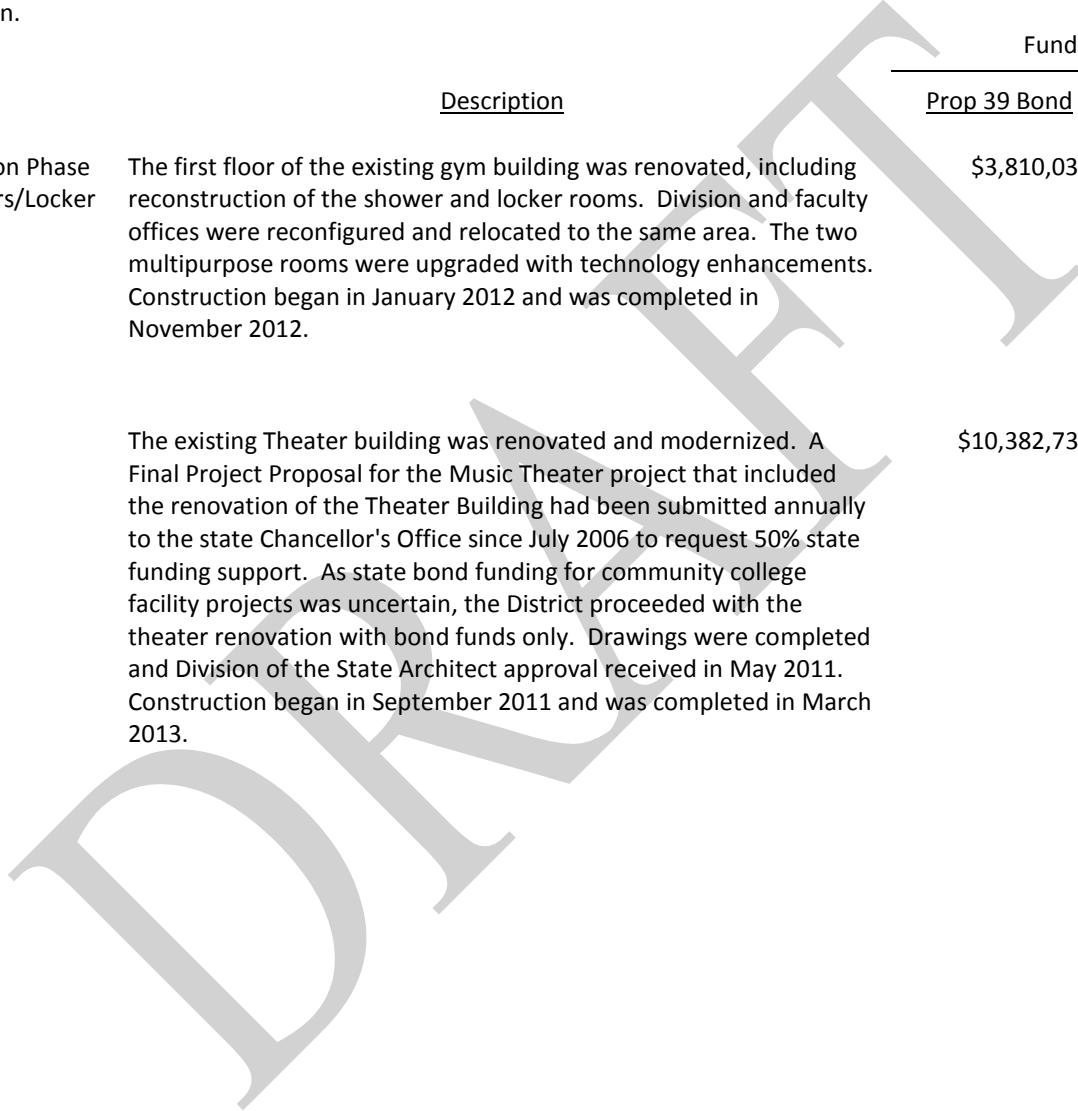 n.
Fund
Description
Prop 39 Bond
on Phase
The first floor of the existing gym building was renovated, including
$3,810,03
rs/Locker
reconstruction of the shower and locker rooms. Division and faculty
offices were reconfigured and relocated to the same area. The two
multipurpose rooms were upgraded with technology enhancements.
Construction began in January 2012 and was completed in
November 2012.
The existing Theater building was renovated and modernized. A
$10,382,73
Final Project Proposal for the Music Theater project that included
the renovation of the Theater Building had been submitted annually
to the state Chancellor's Office since July 2006 to request 50% state
funding support. As state bond funding for community college
facility projects was uncertain, the District proceeded with the
theater renovation with bond funds only. Drawings were completed
and Division of the State Architect approval received in May 2011.
Construction began in September 2011 and was completed in March
2013.
DRAFT